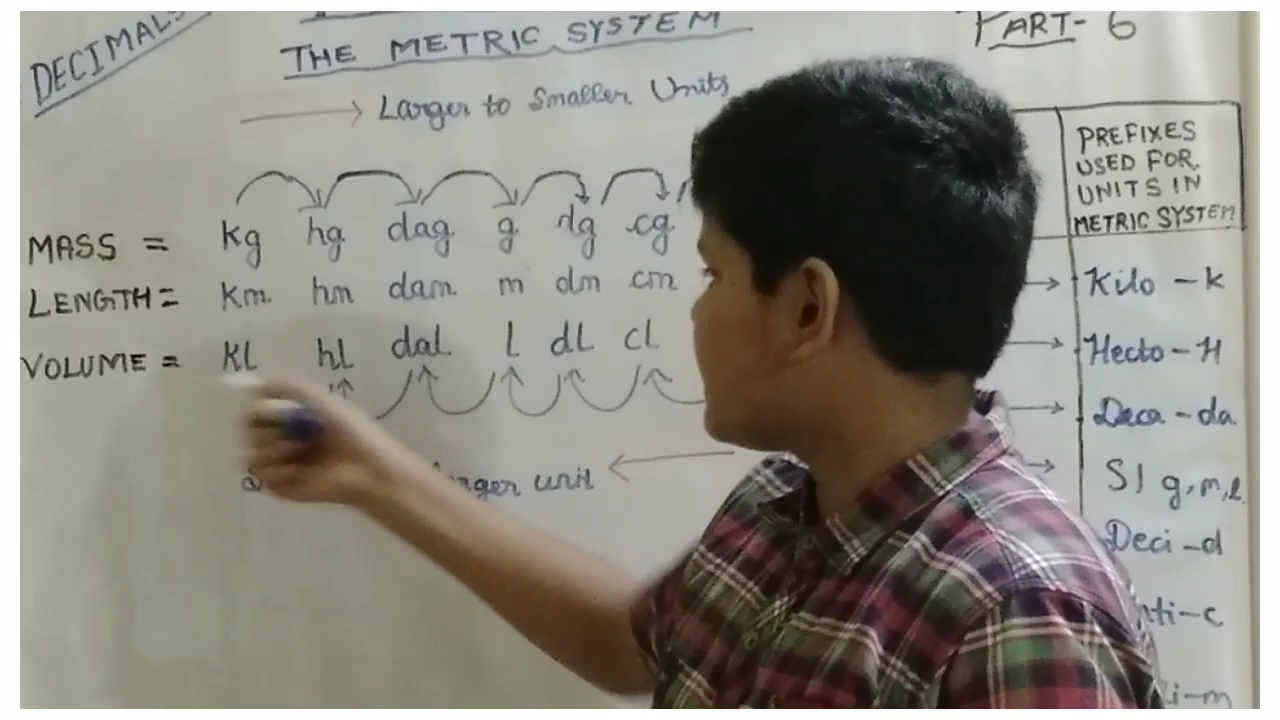 DECIMALS
THE METRIC SYSTEM
PART- 6
Larger to Smaller Units
MASS = kg hg dag g dg cg
LENGTH = km hm dam m dm cm
VOLUME = Kl hl dal l dl cl
unit
PREFIXES
USED FOR
UNITS IN
METRIC SYSTEM
Kilo - k
Hecto - H
Deca - da
SI g, m, l
Deci - d